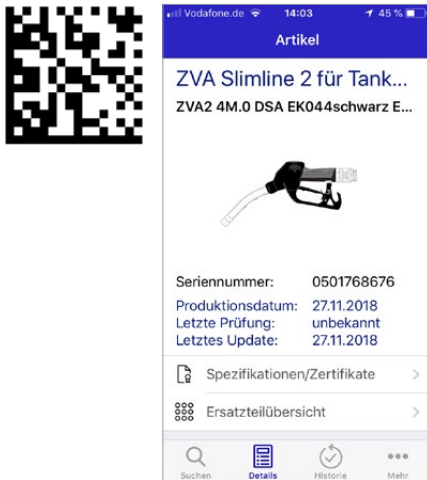 Vodafone.de 14:03 45 %
Artikel
ZVA Slimline 2 für Tank...
ZVA2 4M.0 DSA EK044schwarz E...
Seriennummer: 0501768676
Produktionsdatum: 27.11.2018
Letzte Prüfung: unbekannt
Letztes Update: 27.11.2018
Spezifikationen/Zertifikate
Ersatzteilübersicht
Suchen Details Historie Mehr